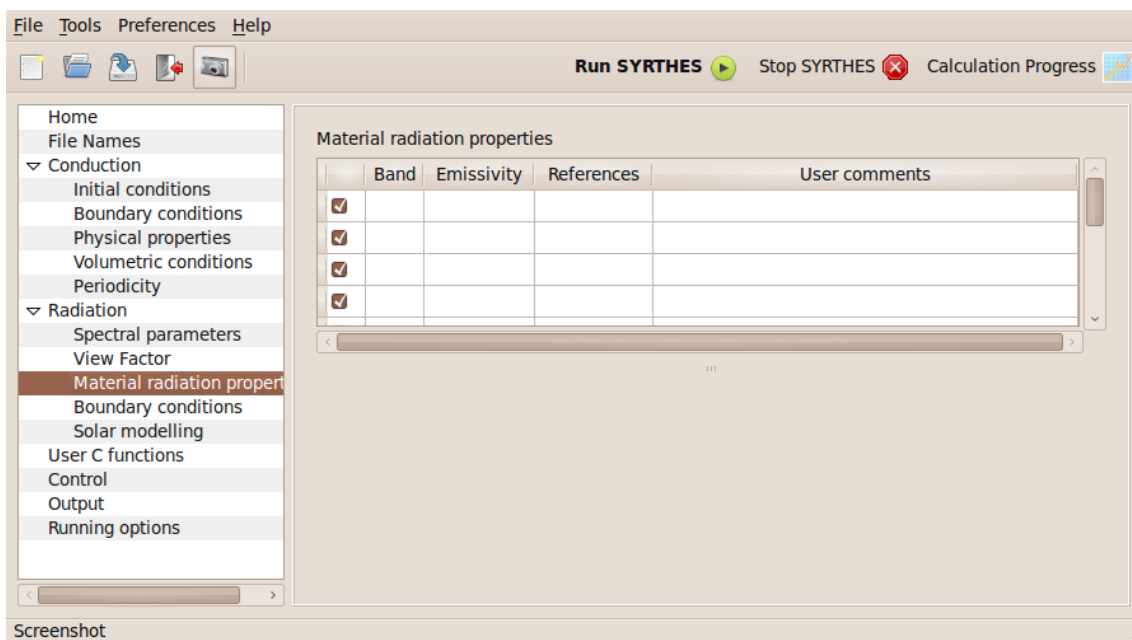 File Tools Preferences Help
Run SYRTHES Stop SYRTHES Calculation Progress
Home
File Names
Conduction
Initial conditions
Boundary conditions
Physical properties
Volumetric conditions
Periodicity
Radiation
Spectral parameters
View Factor
Material radiation propert
Boundary conditions
Solar modelling
User C functions
Control
Output
Running options
Material radiation properties
Band Emissivity References User comments
Screenshot